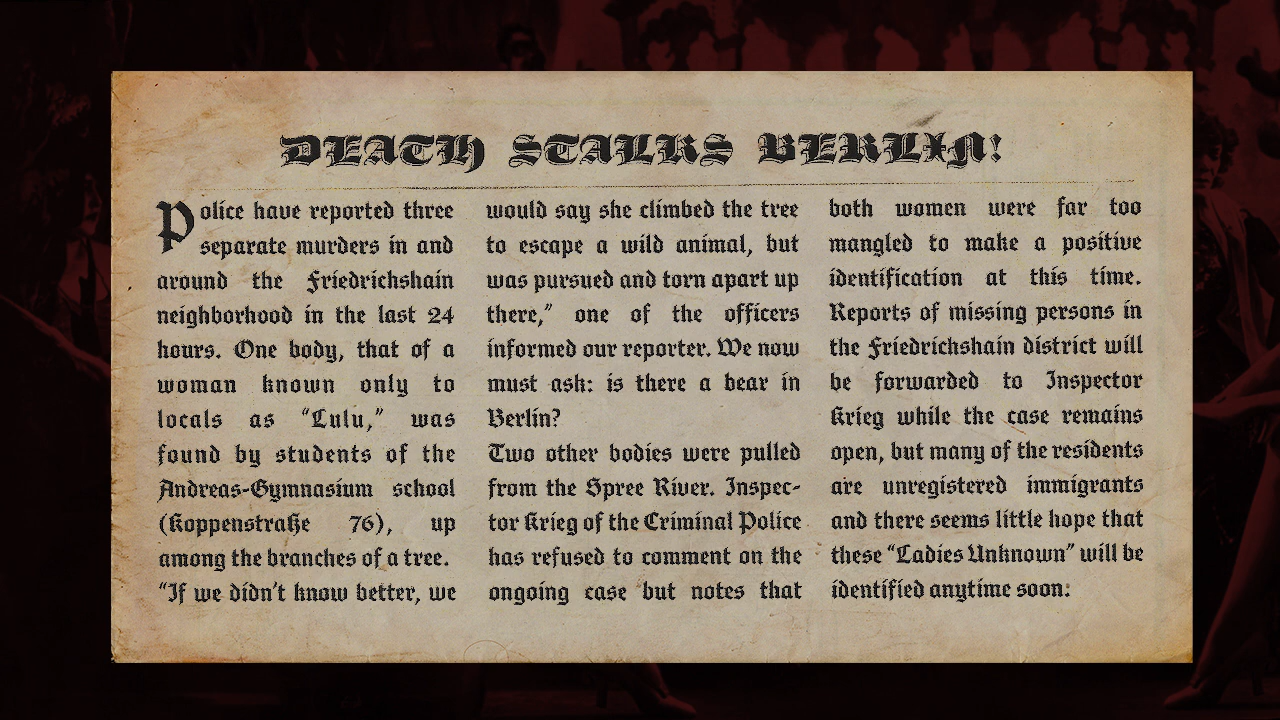 DEATH STALKS BERLIN!
Police have reported three
separate murders in and
around the Friedrichshain
neighborhood in the last 24
hours. One body, that of a
woman known only to
locals as “Lulu,” was
found by students of the
Andreas-Gymnasium school
(Koppenstraße 76), up
among the branches of a tree.
“If we didn’t know better, we
would say she climbed the tree
to escape a wild animal, but
was pursued and torn apart up
there,” one of the officers
informed our reporter. We now
must ask: is there a bear in
Berlin?
Two other bodies were pulled
from the Spree River. Inspec-
tor Krieg of the Criminal Police
has refused to comment on the
ongoing case but notes that
both women were far too
mangled to make a positive
identification at this time.
Reports of missing persons in
the Friedrichshain district will
be forwarded to Inspector
Krieg while the case remains
open, but many of the residents
are unregistered immigrants
and there seems little hope that
these “Ladies Unknown” will be
identified anytime soon.